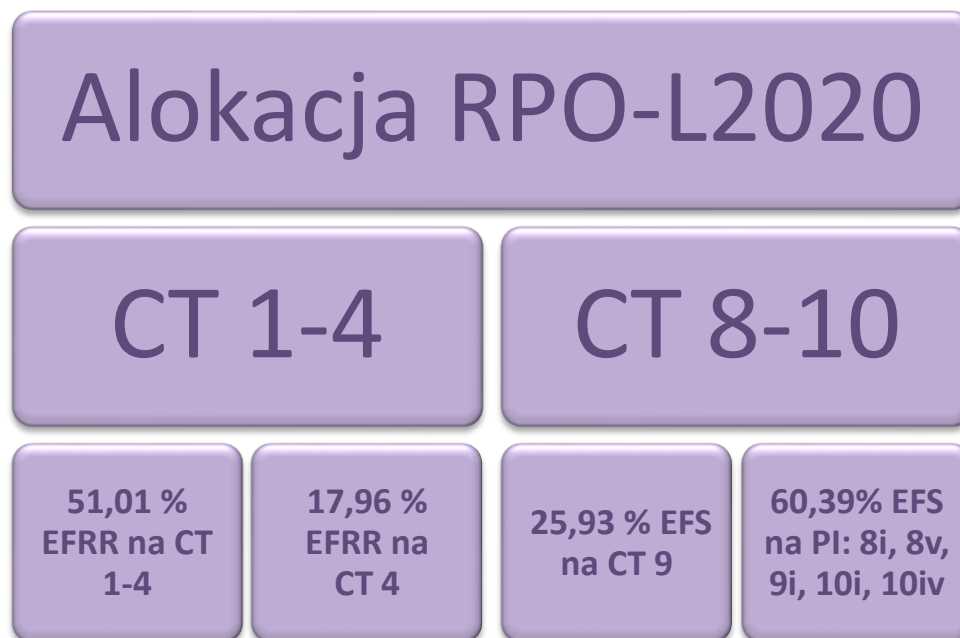 Alokacja RPO-L2020
CT 1-4
CT 8-10
51,01 %
EFRR na CT
1-4
17,96 %
EFRR na
CT 4
25,93 % EFS
na CT 9
60,39% EFS
na PI: 8i, 8v,
9i, 10i, 10iv